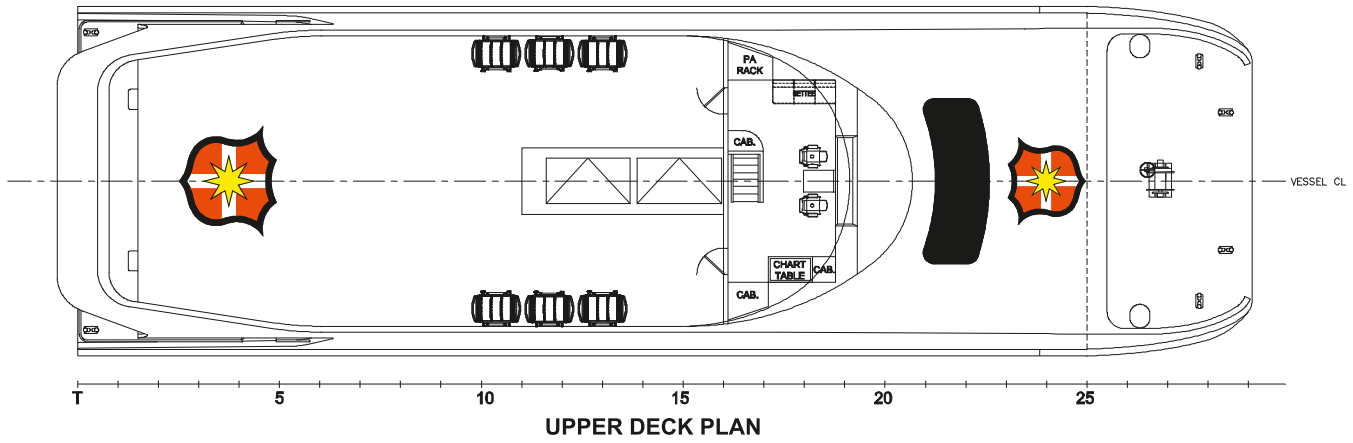 PA
RACK
SETTEE
CAB.
VESSEL CL
CHART
TABLE
CAB.
CAB.
T 5 10 15 20 25
UPPER DECK PLAN